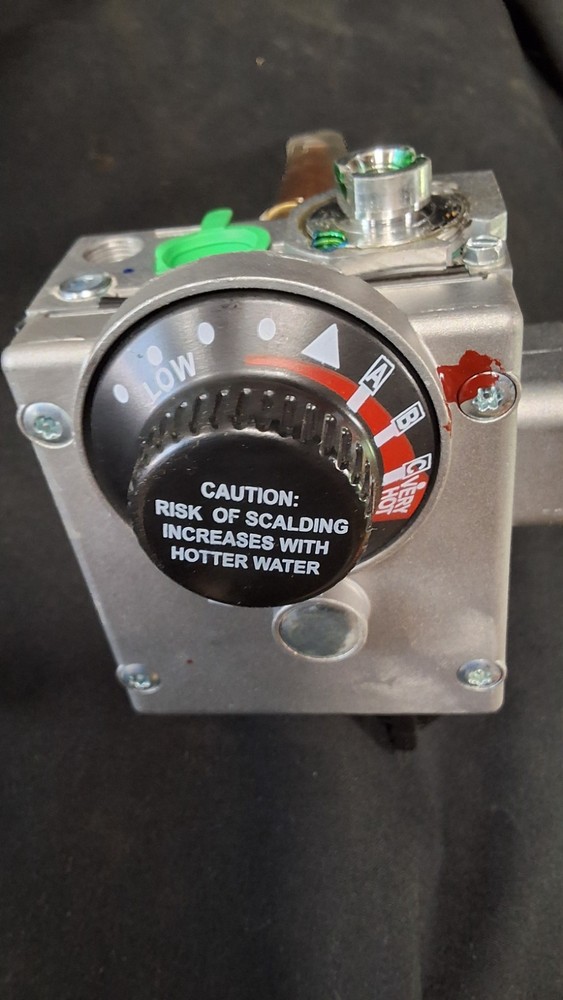 LOW
A
B
C
VERY
HOT
CAUTION:
RISK OF SCALDING
INCREASES WITH
HOTTER WATER